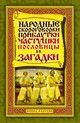 НАРОДНЫЕ
СКОРОГОВОРКИ
ПРИБАУТКИ
ЧАСТУШКИ
ПОСЛОВИЦЫ
И ЗАГАДКИ